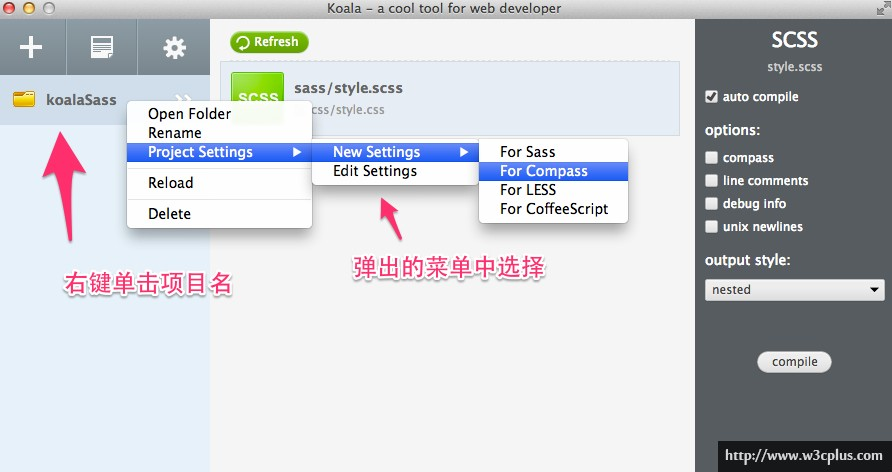 Koala – a cool tool for web developer
Refresh
SCSS
style.scss
koalaSass
SCSS
sass/style.scss
css/style.css
auto compile
Open Folder
Rename
Project Settings
New Settings
For Sass
options:
Edit Settings
For Compass
compass
Reload
For LESS
line comments
Delete
For CoffeeScript
debug info
unix newlines
右键单击项目名
弹出的菜单中选择
output style:
nested
compile
http://www.w3cplus.com